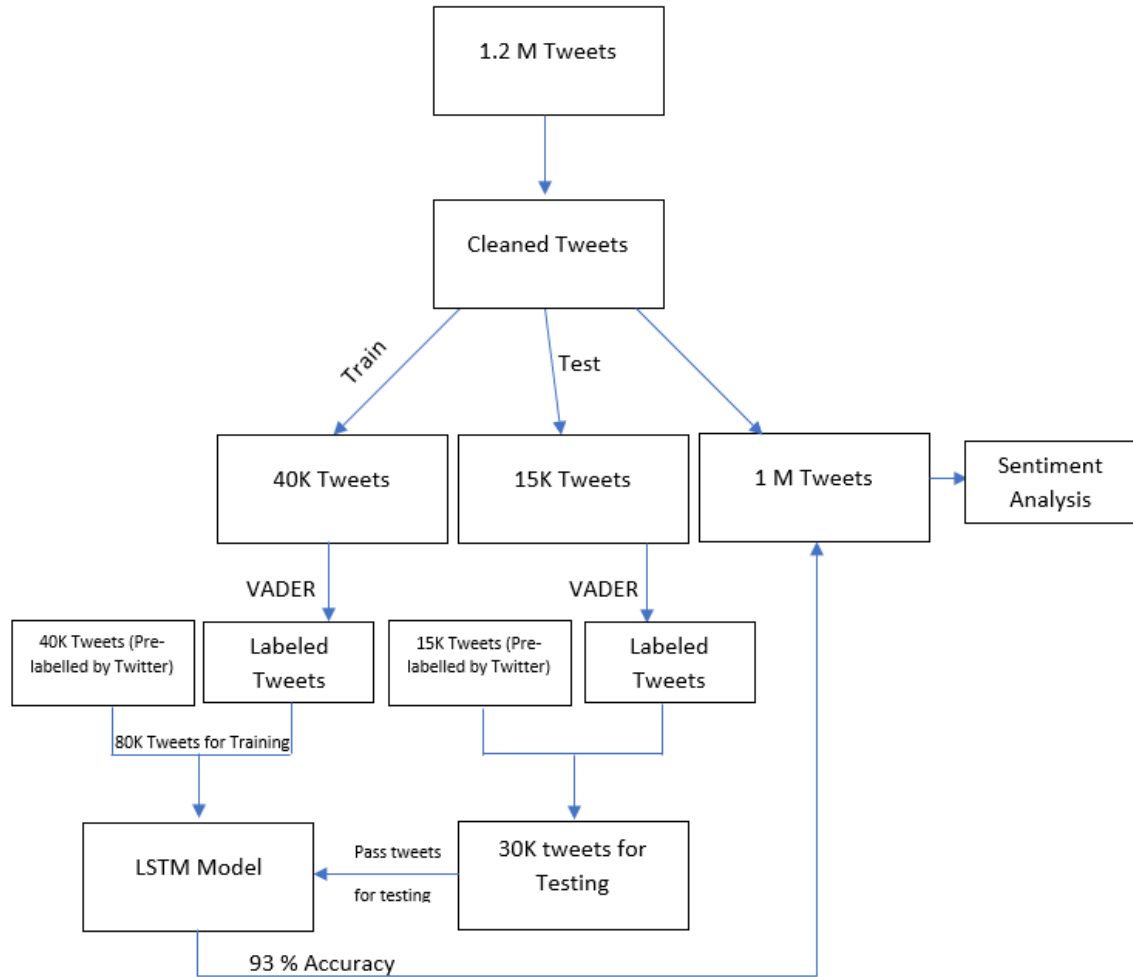 1.2 M Tweets
Cleaned Tweets
Train
Test
40K Tweets
15K Tweets
1 M Tweets
Sentiment
Analysis
VADER
VADER
40K Tweets (Pre-
labelled by Twitter)
Labeled
Tweets
15K Tweets (Pre-
labelled by Twitter)
Labeled
Tweets
80K Tweets for Training
LSTM Model
Pass tweets
for testing
30K tweets for
Testing
93 % Accuracy